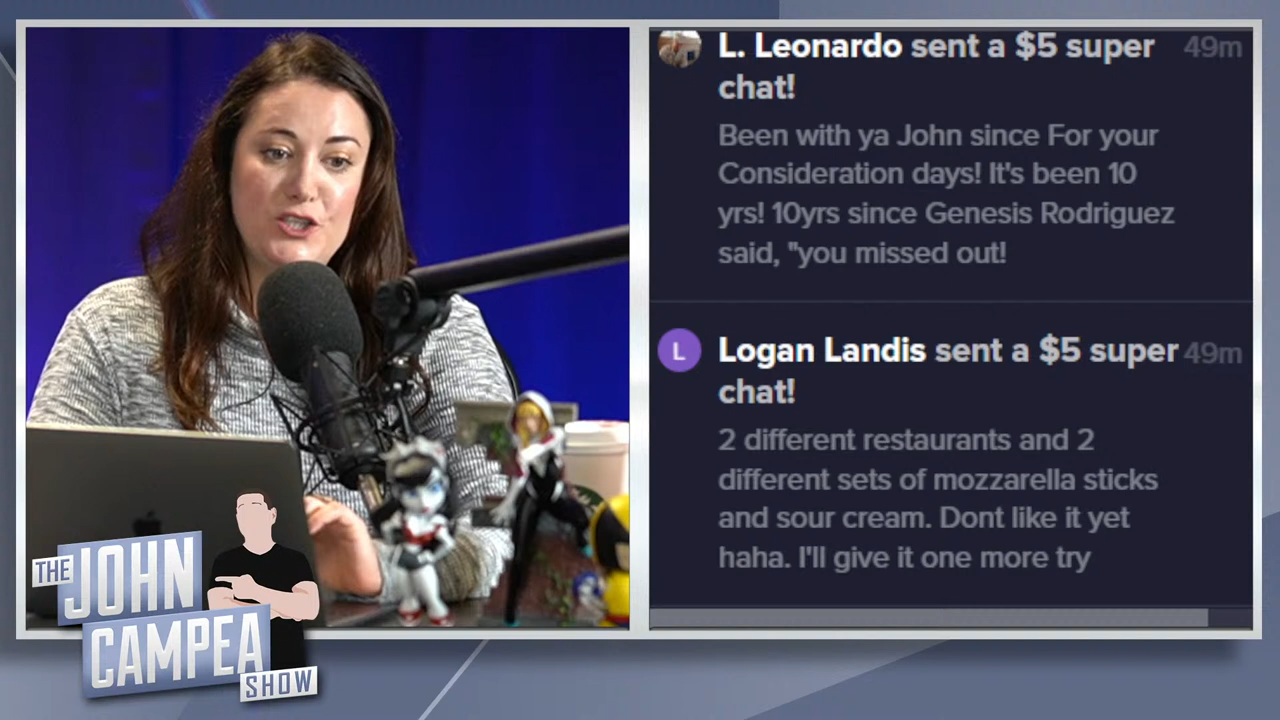 L. Leonardo sent a $5 super
chat!
49m
Been with ya John since For your
Consideration days! It's been 10
yrs! 10yrs since Genesis Rodriguez
said, "you missed out!
L
Logan Landis sent a $5 super
chat!
49m
2 different restaurants and 2
different sets of mozzarella sticks
and sour cream. Dont like it yet
haha. I'll give it one more try
THE
JOHN
CAMPEA
SHOW